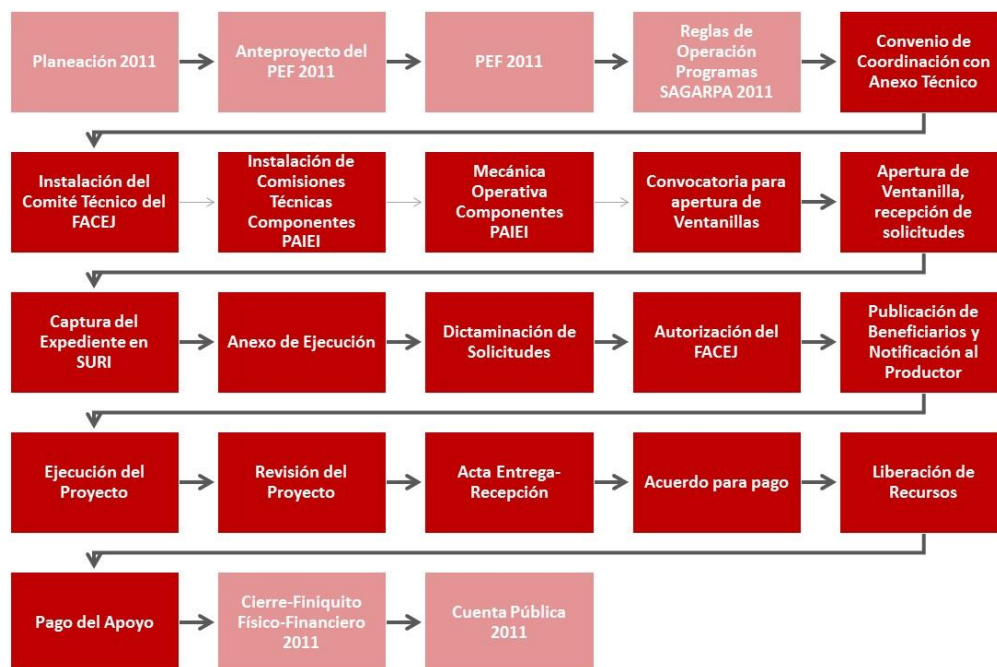 Planeación 2011
Anteproyecto del
PEF 2011
PEF 2011
Reglas de
Operación
Programas
SAGARPA 2011
Convenio de
Coordinación con
Anexo Técnico
Instalación del
Comité Técnico del
FACEJ
Instalación de
Comisiones
Técnicas
Componentes
PAIEI
Mecánica
Operativa
Componentes
PAIEI
Convocatoria para
apertura de
Ventanillas
Apertura de
Ventanilla,
recepción de
solicitudes
Captura del
Expediente en
SURI
Anexo de Ejecución
Dictaminación de
Solicitudes
Autorización del
FACEJ
Publicación de
Beneficiarios y
Notificación al
Productor
Ejecución del
Proyecto
Revisión del
Proyecto
Acta Entrega-
Recepción
Acuerdo para pago
Liberación de
Recursos
Pago del Apoyo
Cierre-Finiquito
Físico-Financiero
2011
Cuenta Pública
2011